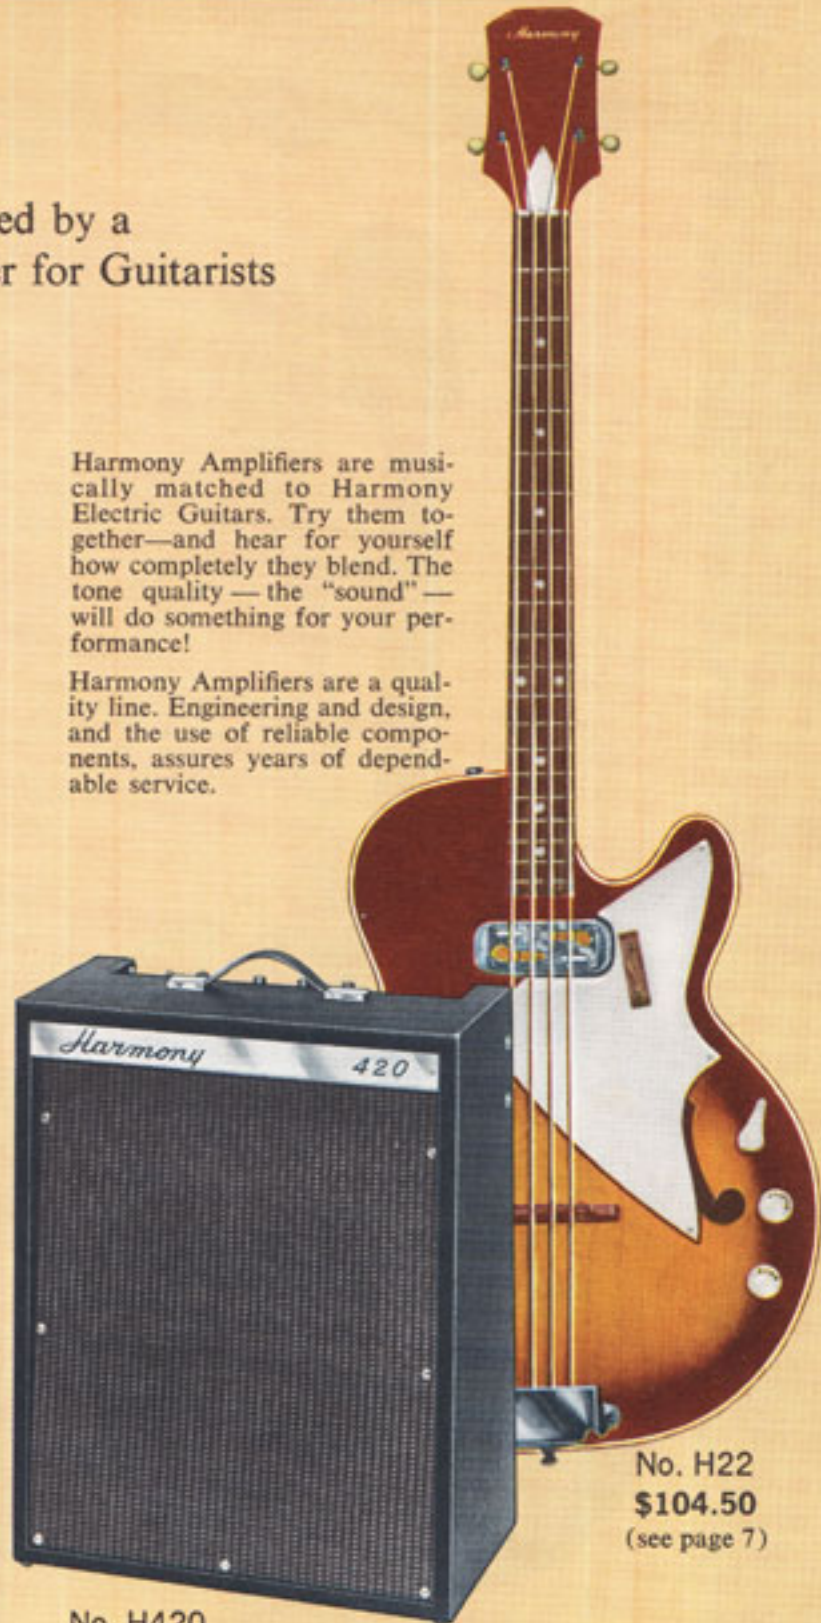 Harmony
ed by a
r for Guitarists
Harmony Amplifiers are musi-
cally matched to Harmony
Electric Guitars. Try them to-
gether—and hear for yourself
how completely they blend. The
tone quality — the “sound” —
will do something for your per-
formance!
Harmony Amplifiers are a qual-
ity line. Engineering and design,
and the use of reliable compo-
nents, assures years of depend-
able service.
Harmony 420
No. H22
$104.50
(see page 7)
No. H420